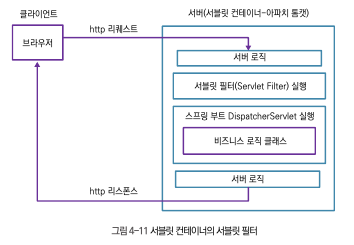 클라이언트
서버(서블릿 컨테이너-아파치 톰캣)
http 리퀘스트
브라우저
서버 로직
서블릿 필터(Servlet Filter) 실행
스프링 부트 DispatcherServlet 실행
비즈니스 로직 클래스
서버 로직
http 리스폰스
그림 4-11 서블릿 컨테이너의 서블릿 필터